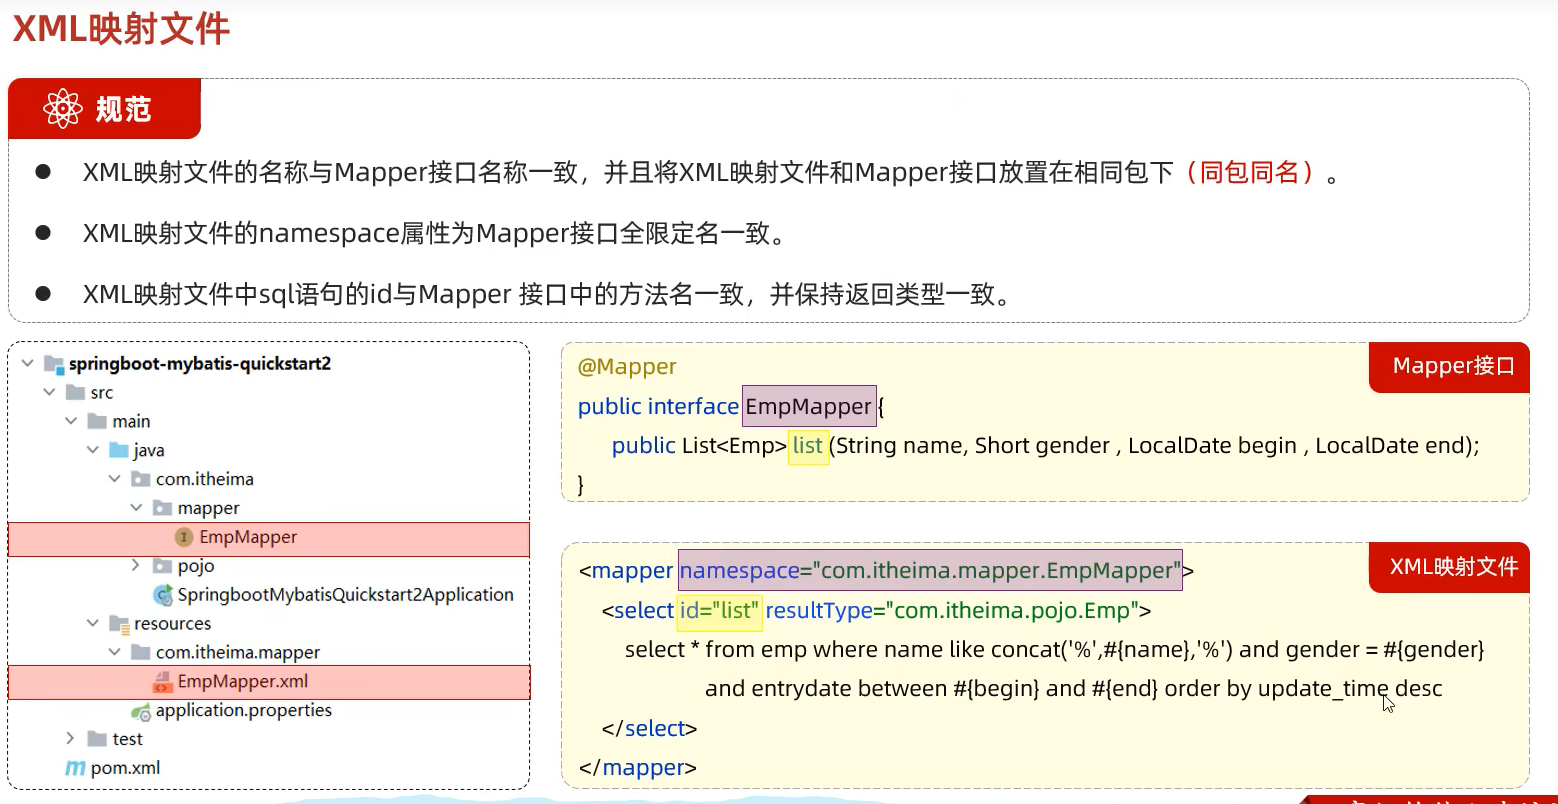 XML映射文件
规范
XML映射文件的名称与Mapper接口名称一致，并且将XML映射文件和Mapper接口放置在相同包下（同包同名）。
XML映射文件的namespace属性为Mapper接口全限定名一致。
XML映射文件中sql语句的id与Mapper 接口中的方法名一致，并保持返回类型一致。
springboot-mybatis-quickstart2
src
main
java
com.itheima
mapper
EmpMapper
pojo
SpringbootMybatisQuickstart2Application
resources
com.itheima.mapper
EmpMapper.xml
application.properties
test
pom.xml
Mapper接口
@Mapper
public interface EmpMapper {
public List<Emp> list (String name, Short gender , LocalDate begin , LocalDate end);
}
XML映射文件
<mapper namespace="com.itheima.mapper.EmpMapper">
<select id="list" resultType="com.itheima.pojo.Emp">
select * from emp where name like concat('%',#{name},'%') and gender = #{gender}
and entrydate between #{begin} and #{end} order by update_time desc
</select>
</mapper>